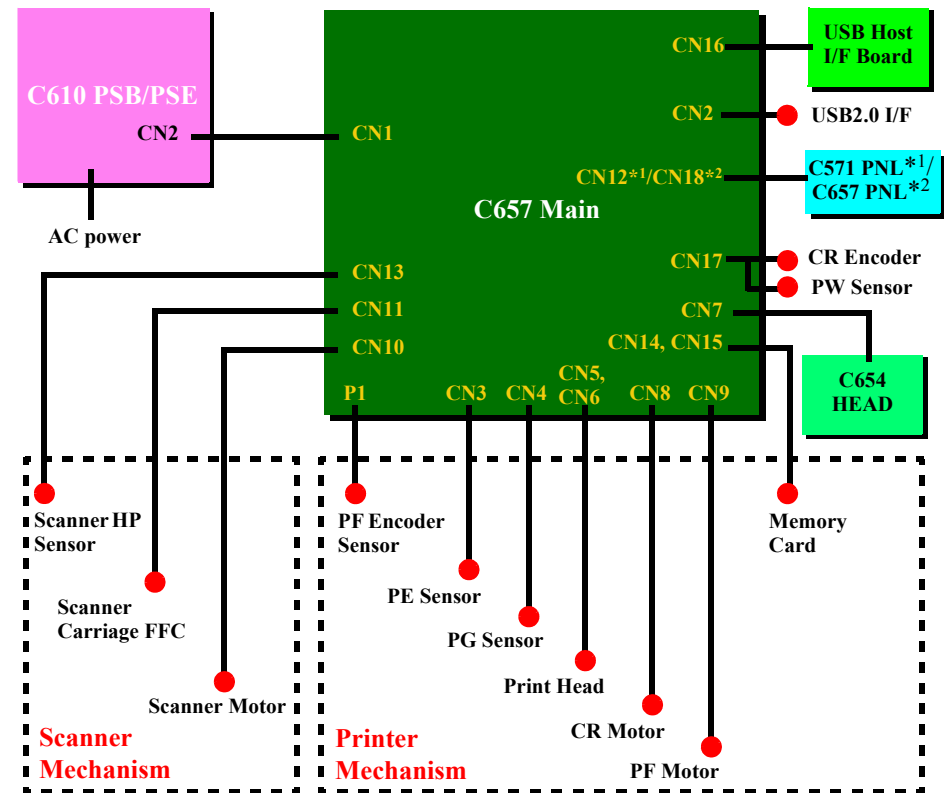 C610 PSB/PSE
CN2
AC power
CN1
CN16
USB Host
I/F Board
CN2
USB2.0 I/F
CN12*1/CN18*2
C571 PNL*1/
C657 PNL*2
C657 Main
CN17
CR Encoder
PW Sensor
CN13
CN11
CN10
CN7
CN14, CN15
C654
HEAD
P1
CN3
CN4
CN5,
CN6
CN8
CN9
Scanner HP
Sensor
Scanner
Carriage FFC
Scanner Motor
Scanner
Mechanism
PF Encoder
Sensor
PE Sensor
PG Sensor
Print Head
CR Motor
PF Motor
Memory
Card
Printer
Mechanism